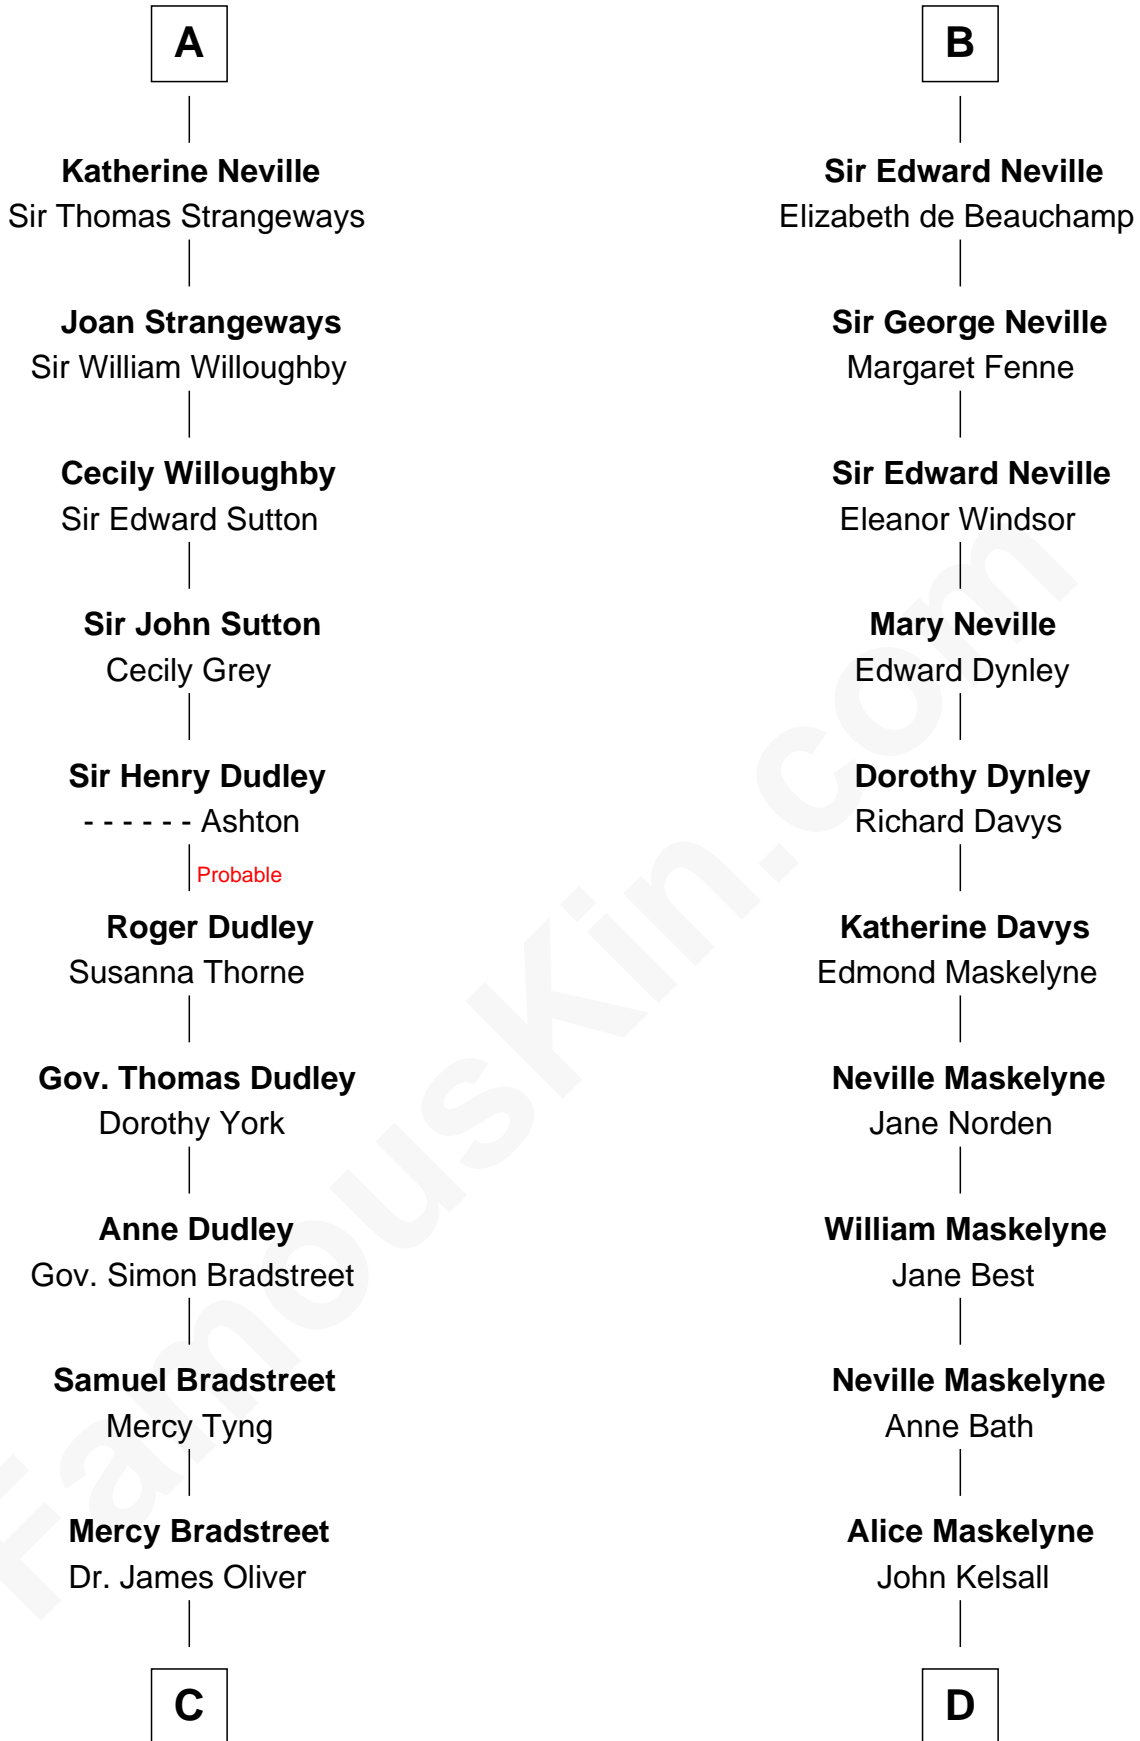 A
Katherine Neville
Sir Thomas Strangeways
Joan Strangeways
Sir William Willoughby
Cecily Willoughby
Sir Edward Sutton
Sir John Sutton
Cecily Grey
Sir Henry Dudley
- - - - - - Ashton
Probable
Roger Dudley
Susanna Thorne
Gov. Thomas Dudley
Dorothy York
Anne Dudley
Gov. Simon Bradstreet
Samuel Bradstreet
Mercy Tyng
Mercy Bradstreet
Dr. James Oliver
C
B
Sir Edward Neville
Elizabeth de Beauchamp
Sir George Neville
Margaret Fenne
Sir Edward Neville
Eleanor Windsor
Mary Neville
Edward Dynley
Dorothy Dynley
Richard Davys
Katherine Davys
Edmond Maskelyne
Neville Maskelyne
Jane Norden
William Maskelyne
Jane Best
Neville Maskelyne
Anne Bath
Alice Maskelyne
John Kelsall
D
FamousKin.com